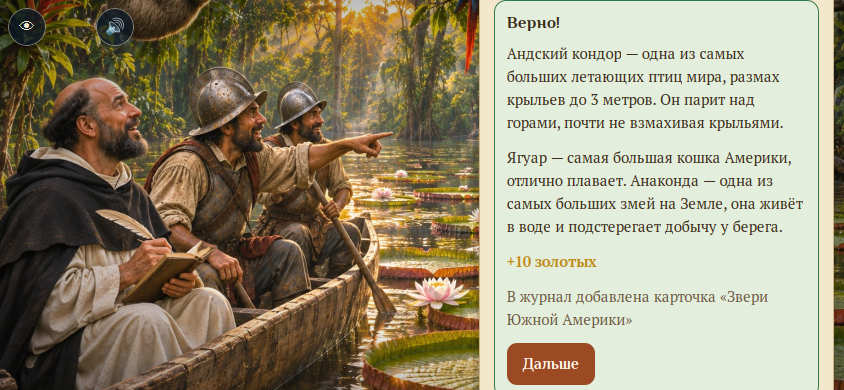 Верно!
Андский кондор — одна из самых
больших летающих птиц мира, размах
крыльев до 3 метров. Он парит над
горами, почти не взмахивая крыльями.
Ягуар — самая большая кошка Америки,
отлично плавает. Анаконда — одна из
самых больших змей на Земле, она живёт
в воде и подстерегает добычу у берега.
+10 золотых
В журнал добавлена карточка «Звери
Южной Америки»
Дальше